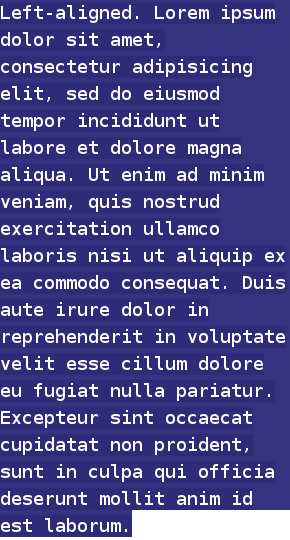 Left-aligned. Lorem ipsum
dolor sit amet,
consectetur adipisicing
elit, sed do eiusmod
tempor incididunt ut
labore et dolore magna
aliqua. Ut enim ad minim
veniam, quis nostrud
exercitation ullamco
laboris nisi ut aliquip ex
ea commodo consequat. Duis
aute irure dolor in
reprehenderit in voluptate
velit esse cillum dolore
eu fugiat nulla pariatur.
Excepteur sint occaecat
cupidatat non proident,
sunt in culpa qui officia
deserunt mollit anim id
est laborum.